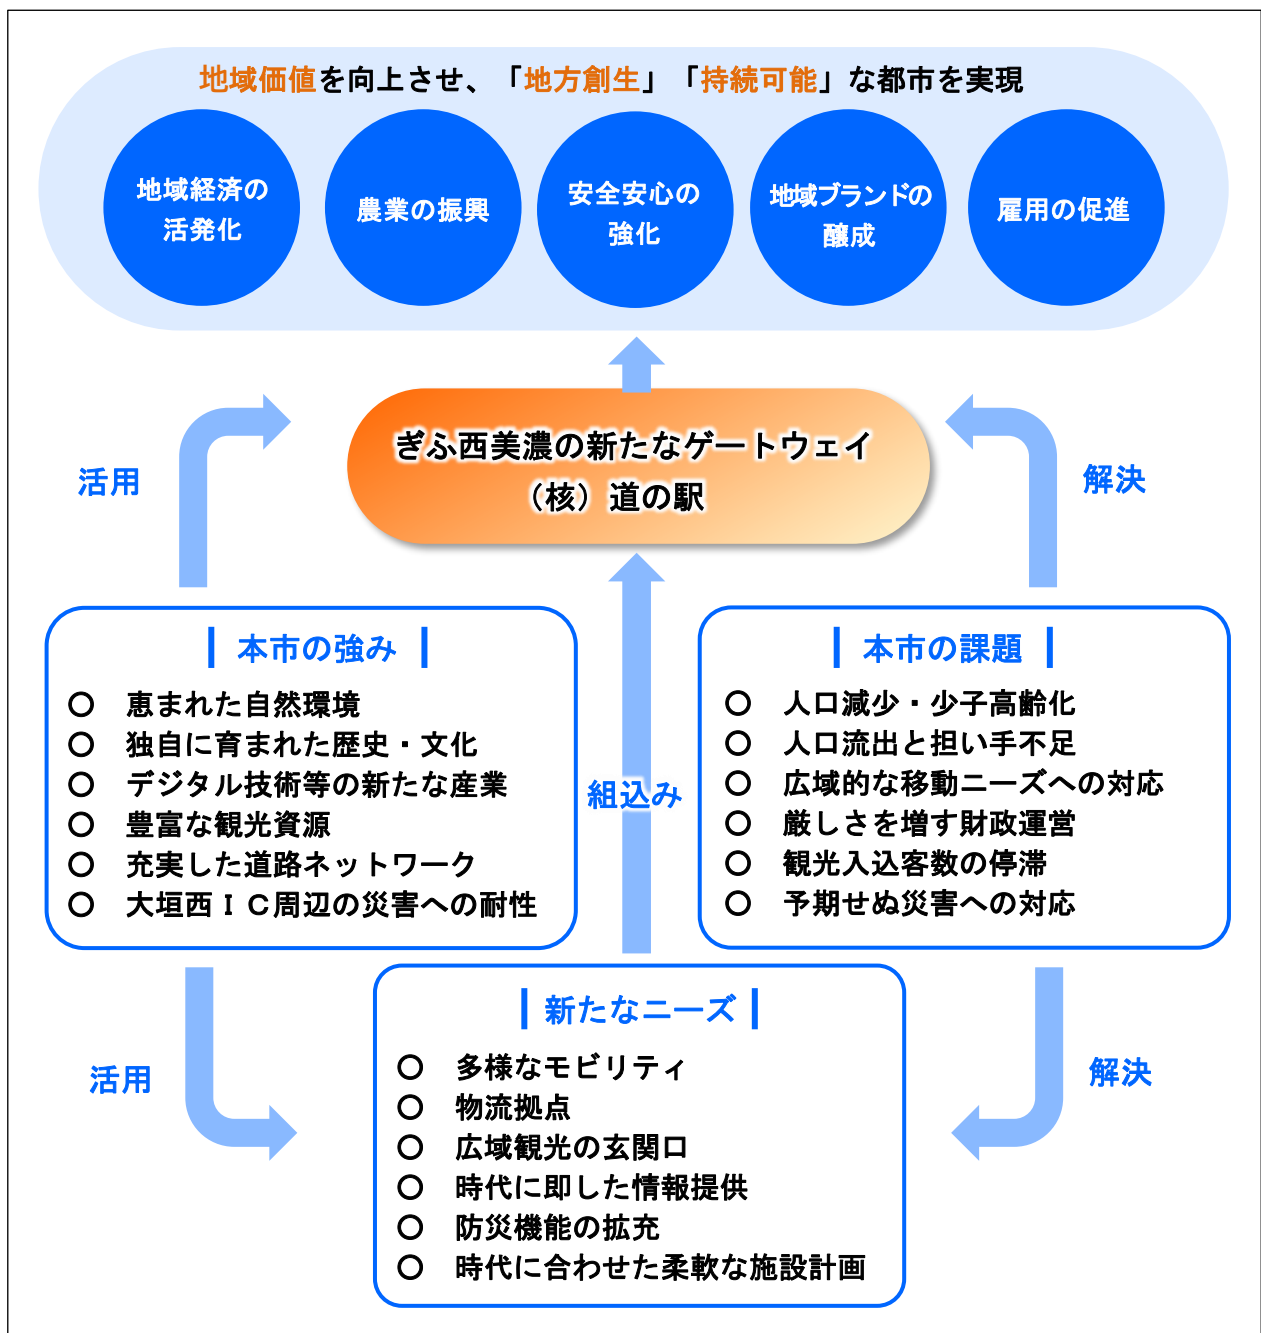 地域価値を向上させ、「地方創生」「持続可能」な都市を実現
地域経済の
活発化
農業の振興
安全安心の
強化
地域ブランドの
醸成
雇用の促進
ぎふ西美濃の新たなゲートウェイ
（核）道の駅
活用
解決
本市の強み
○ 恵まれた自然環境
○ 独自に育まれた歴史・文化
○ デジタル技術等の新たな産業
○ 豊富な観光資源
○ 充実した道路ネットワーク
○ 大垣西ＩＣ周辺の災害への耐性
組込み
本市の課題
○ 人口減少・少子高齢化
○ 人口流出と担い手不足
○ 広域的な移動ニーズへの対応
○ 厳しさを増す財政運営
○ 観光入込客数の停滞
○ 予期せぬ災害への対応
活用
解決
新たなニーズ
○ 多様なモビリティ
○ 物流拠点
○ 広域観光の玄関口
○ 時代に即した情報提供
○ 防災機能の拡充
○ 時代に合わせた柔軟な施設計画